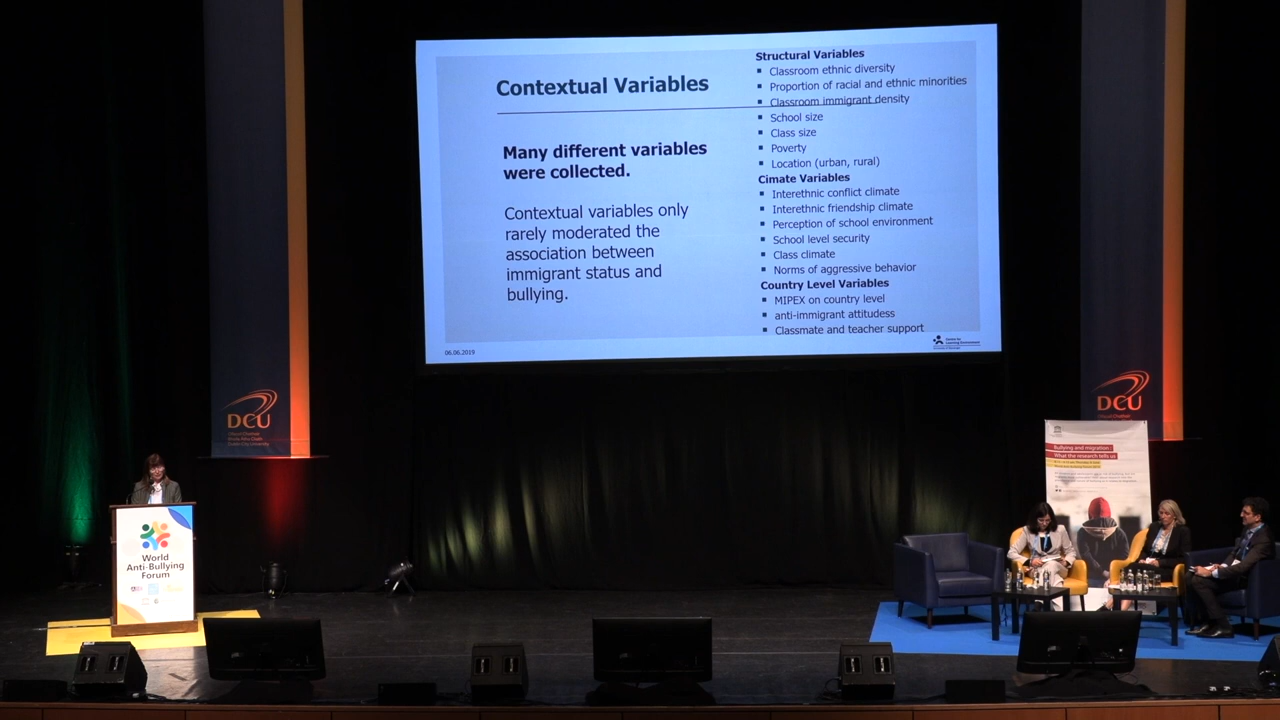 Contextual Variables
Many different variables
were collected.
Contextual variables only
rarely moderated the
association between
immigrant status and
bullying.
06.06.2019
Structural Variables
Classroom ethnic diversity
Proportion of racial and ethnic minorities
Classroom immigrant density
School size
Class size
Poverty
Location (urban, rural)
Cimate Variables
Interethnic conflict climate
Interethnic friendship climate
Perception of school environment
School level security
Class climate
Norms of aggressive behavior
Country Level Variables
MIPEX on country level
anti-immigrant attitudess
Classmate and teacher support
Centre for
Learning Environment
DCU
DCU
World
Anti-Bullying
Forum
Bullying and migration :
What the research tells us